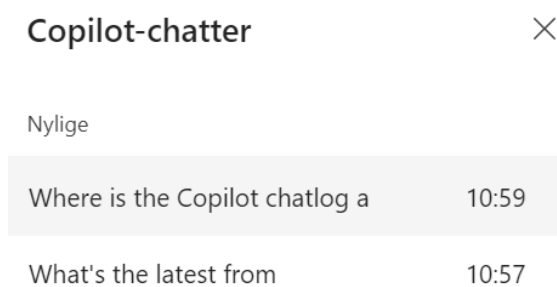 Copilot-chatter
Nylige
Where is the Copilot chatlog a 10:59
What's the latest from 10:57